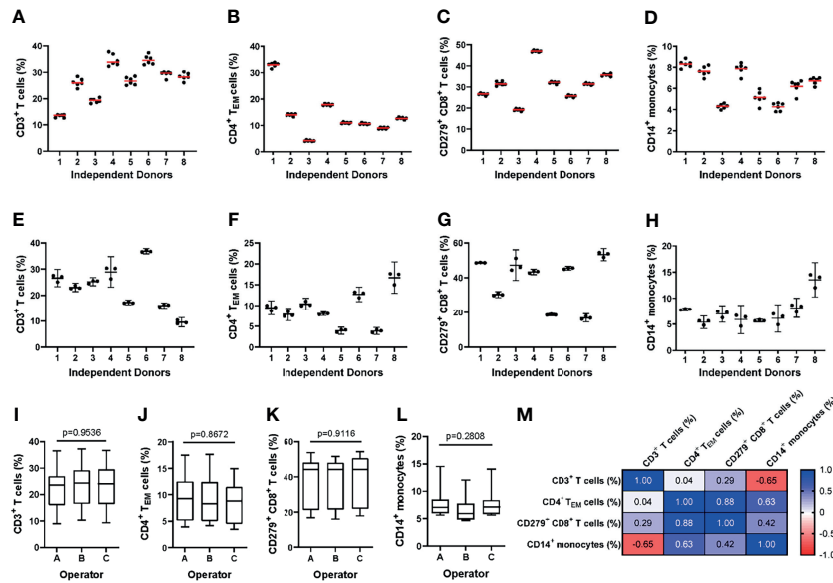 A
B
C
D
CD3+ T cells (%)
40
30
20
10
0
1 2 3 4 5 6 7 8
Independent Donors
CD4+ TEM cells (%)
40
30
20
10
0
1 2 3 4 5 6 7 8
Independent Donors
CD279+ CD8+ T cells (%)
50
40
30
20
10
0
1 2 3 4 5 6 7 8
Independent Donors
CD14+ monocytes (%)
10
8
6
4
2
0
1 2 3 4 5 6 7 8
Independent Donors
E
F
G
H
CD3+ T cells (%)
40
30
20
10
0
1 2 3 4 5 6 7 8
Independent Donors
CD4+ TEM cells (%)
25
20
15
10
5
0
1 2 3 4 5 6 7 8
Independent Donors
CD279+ CD8+ T cells (%)
60
40
20
0
1 2 3 4 5 6 7 8
Independent Donors
CD14+ monocytes (%)
20
15
10
5
0
1 2 3 4 5 6 7 8
Independent Donors
I
J
K
L
M
p=0.9536
CD3+ T cells (%)
40
30
20
10
0
A B C
Operator
p=0.8672
CD4+ TEM cells (%)
20
15
10
5
0
A B C
Operator
p=0.9116
CD279+ CD8+ T cells (%)
60
40
20
0
A B C
Operator
p=0.2808
CD14+ monocytes (%)
20
15
10
5
0
A B C
Operator
CD3+ T cells (%)
CD4+ TEM cells (%)
CD279+ CD8+ T cells (%)
CD14+ monocytes (%)
CD3+ T cells (%) 1.00 0.04 0.29 -0.65
CD4+ TEM cells (%) 0.04 1.00 0.88 0.63
CD279+ CD8+ T cells (%) 0.29 0.88 1.00 0.42
CD14+ monocytes (%) -0.65 0.63 0.42 1.00
1.0
0.5
0
-0.5
-1.0